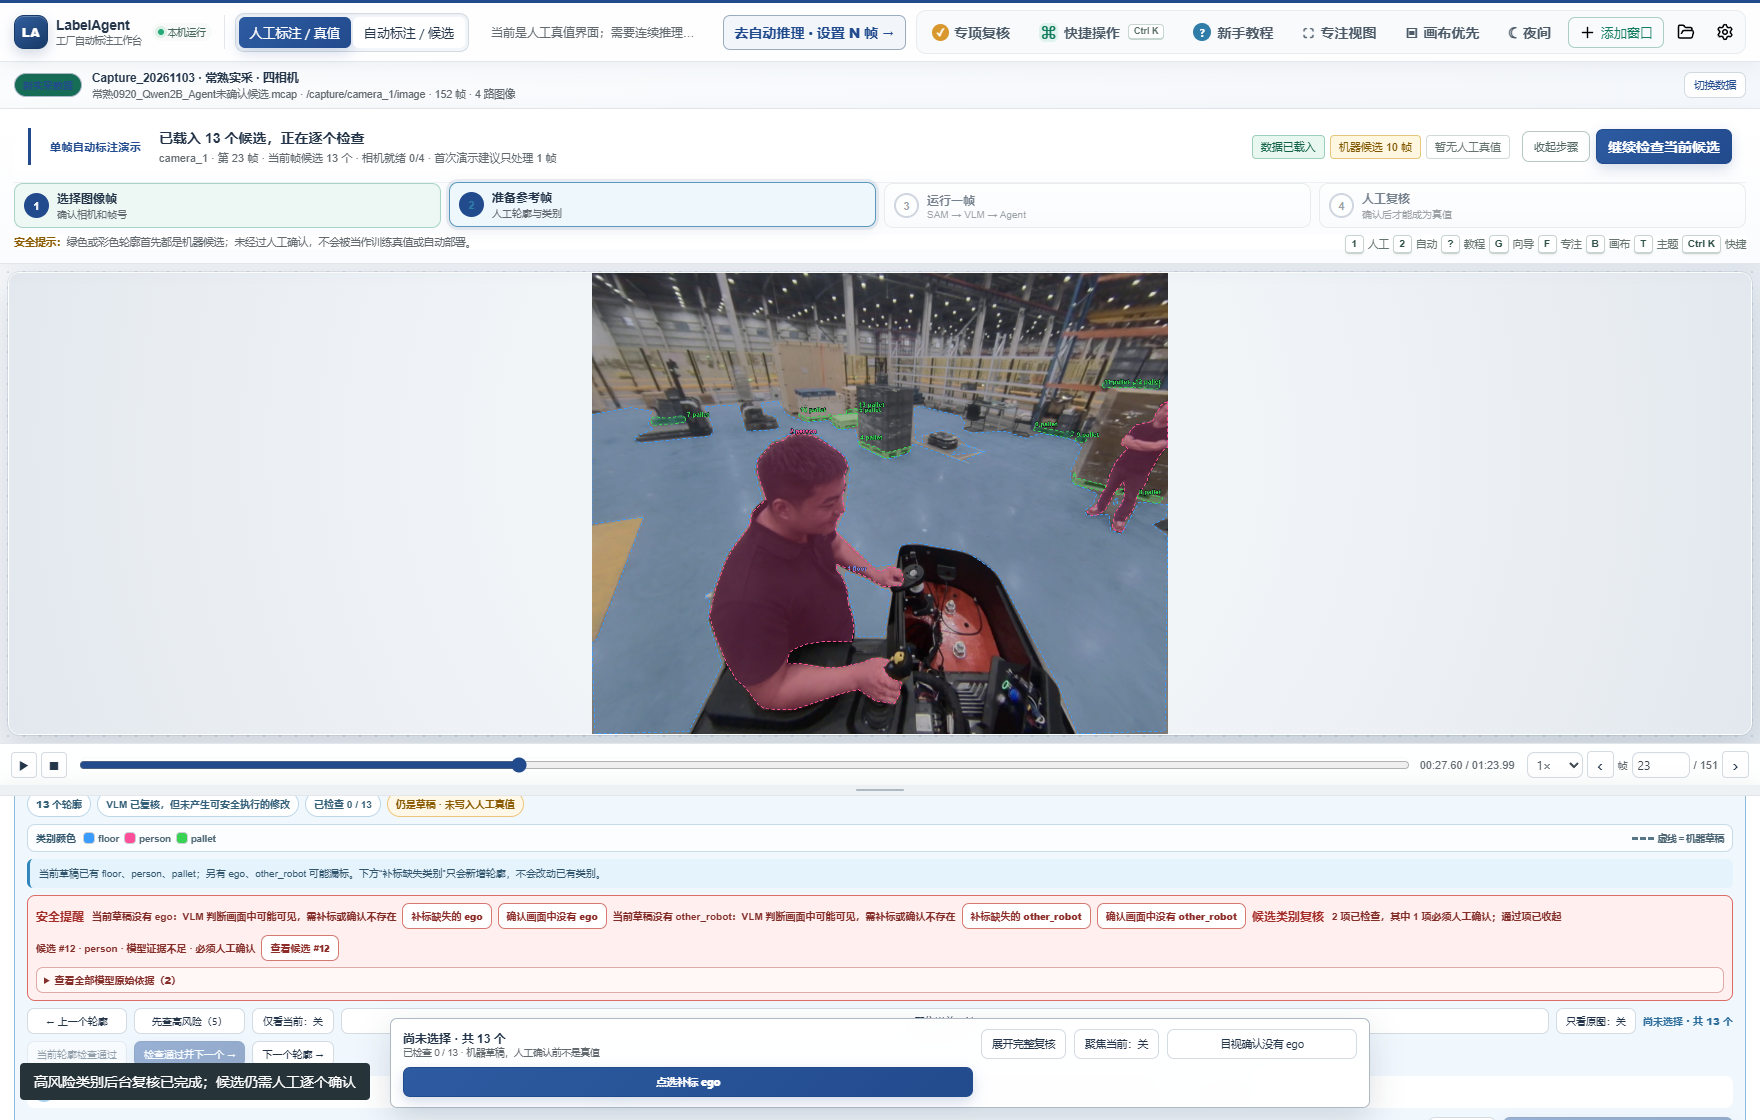 LA
LabelAgent
工厂自动标注工作台
本机运行
人工标注 / 真值
自动标注 / 候选
当前是人工真值界面；需要连续推理...
去自动推理 · 设置 N 帧 →
专项复核
快捷操作 Ctrl K
? 新手教程
专注视图
画布优先
夜间
添加窗口
Capture_20261103 · 常熟实采 · 四相机
常熟0920_Qwen2B_Agent未确认候选.mcap · /capture/camera_1/image · 152 帧 · 4 路图像
切换数据
单帧自动标注演示
已载入 13 个候选，正在逐个检查
camera_1 · 第 23 帧 · 当前帧候选 13 个 · 相机就绪 0/4 · 首次演示建议只处理 1 帧
数据已载入
机器候选 10 帧
暂无人工真值
收起步骤
继续检查当前候选
1 选择图像帧
确认相机和帧号
2 准备参考帧
人工轮廓与类别
3 运行一帧
SAM → VLM → Agent
4 人工复核
确认后才能成为真值
安全提示：绿色或彩色轮廓首先都是机器候选；未经过人工确认，不会被当作训练真值或自动部署。
1 人工 2 自动 ? 教程 G 向导 F 专注 B 画布 T 主题 Ctrl K 快捷
7 pallet
13 pallet
00:27.60 / 01:23.99
1×
‹ 帧 23 / 151 ›
13 个轮廓
VLM 已复核，但未产生可安全执行的修改
已检查 0 / 13
仍是草稿 · 未写入人工真值
类别颜色 floor person pallet
虚线 = 机器草稿
当前草稿已有 floor、person、pallet；另有 ego、other_robot 可能漏标。下方“补标缺失类别”只会新增轮廓，不会改动已有类别。
安全提醒 当前草稿没有 ego：VLM 判断画面中可能可见，需补标或确认不存在 补标缺失的 ego 确认画面中没有 ego 当前草稿没有 other_robot：VLM 判断画面中可能可见，需补标或确认不存在 补标缺失的 other_robot 确认画面中没有 other_robot 候选类别复核 2 项已检查，其中 1 项必须人工确认；通过项已收起
候选 #12 · person · 模型证据不足 · 必须人工确认 查看候选 #12
查看全部模型原始依据（2）
← 上一个轮廓
先查高风险（5）
仅看当前：关
只看原图：关
尚未选择 · 共 13 个
当前轮廓检查通过
检查通过并下一个 →
下一个轮廓 →
尚未选择 · 共 13 个
已检查 0 / 13 · 机器草稿，人工确认前不是真值
展开完整复核
聚焦当前：关
目视确认没有 ego
点选补标 ego
高风险类别后台复核已完成；候选仍需人工逐个确认